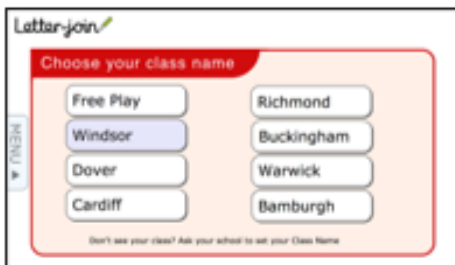 Letter-join
Choose your class name
Free Play
Windsor
Dover
Cardiff
Richmond
Buckingham
Warwick
Bamburgh
MENU ▲
Don't see your class? Ask your school to set your Class Name